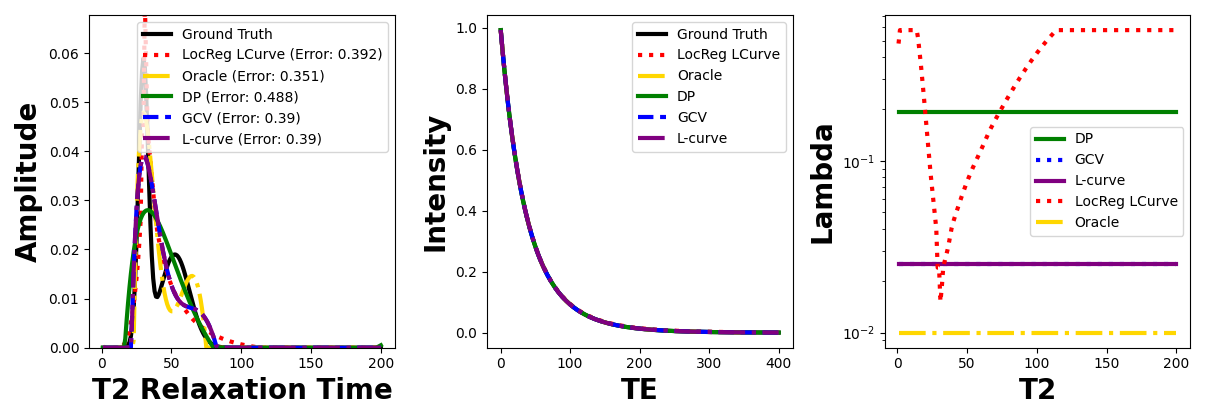 Amplitude
0.06
0.05
0.04
0.03
0.02
0.01
0.00
0
50
100
150
200
T2 Relaxation Time
Ground Truth
LocReg LCurve (Error: 0.392)
Oracle (Error: 0.351)
DP (Error: 0.488)
GCV (Error: 0.39)
L-curve (Error: 0.39)
Intensity
1.0
0.8
0.6
0.4
0.2
0.0
0
100
200
300
400
TE
Ground Truth
LocReg LCurve
Oracle
DP
GCV
L-curve
Lambda
10⁻¹
10⁻²
0
50
100
150
200
T2
DP
GCV
L-curve
LocReg LCurve
Oracle